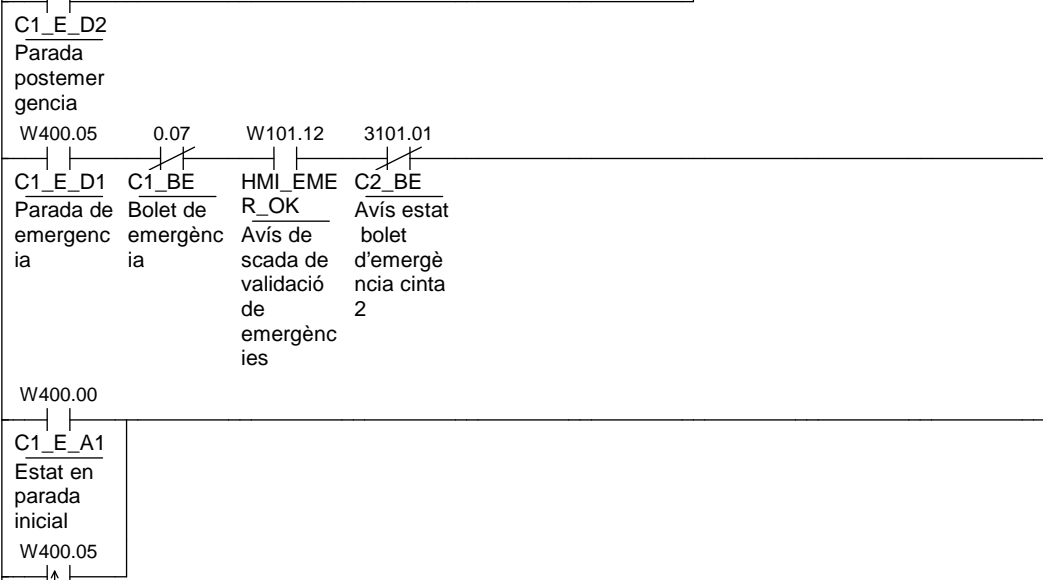 C1_E_D2
Parada
postemer
gencia
W400.05 0.07 W101.12 3101.01
C1_E_D1 C1_BE HMI_EME C2_BE
R_OK
Parada de Bolet de Avís estat
emergenc emergènc Avís de bolet
ia ia scada de d'emergè
validació ncia cinta
de 2
emergènc
ies
W400.00
C1_E_A1
Estat en
parada
inicial
W400.05